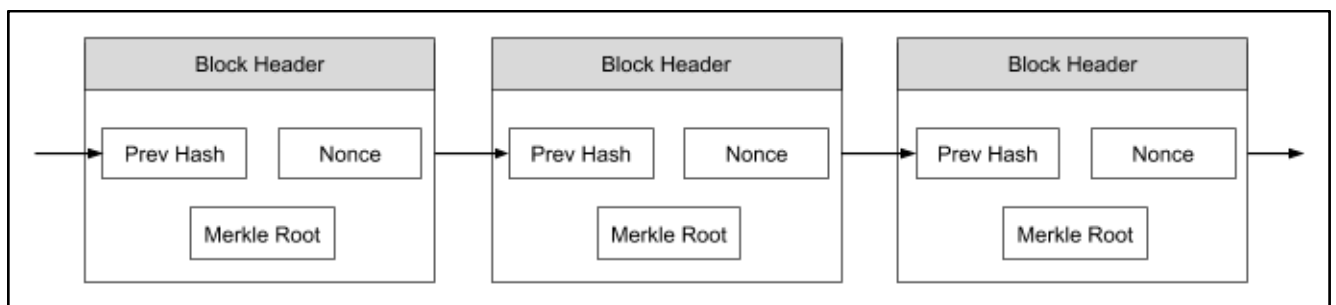 Block Header
Block Header
Block Header
Prev Hash
Nonce
Prev Hash
Nonce
Prev Hash
Nonce
Merkle Root
Merkle Root
Merkle Root